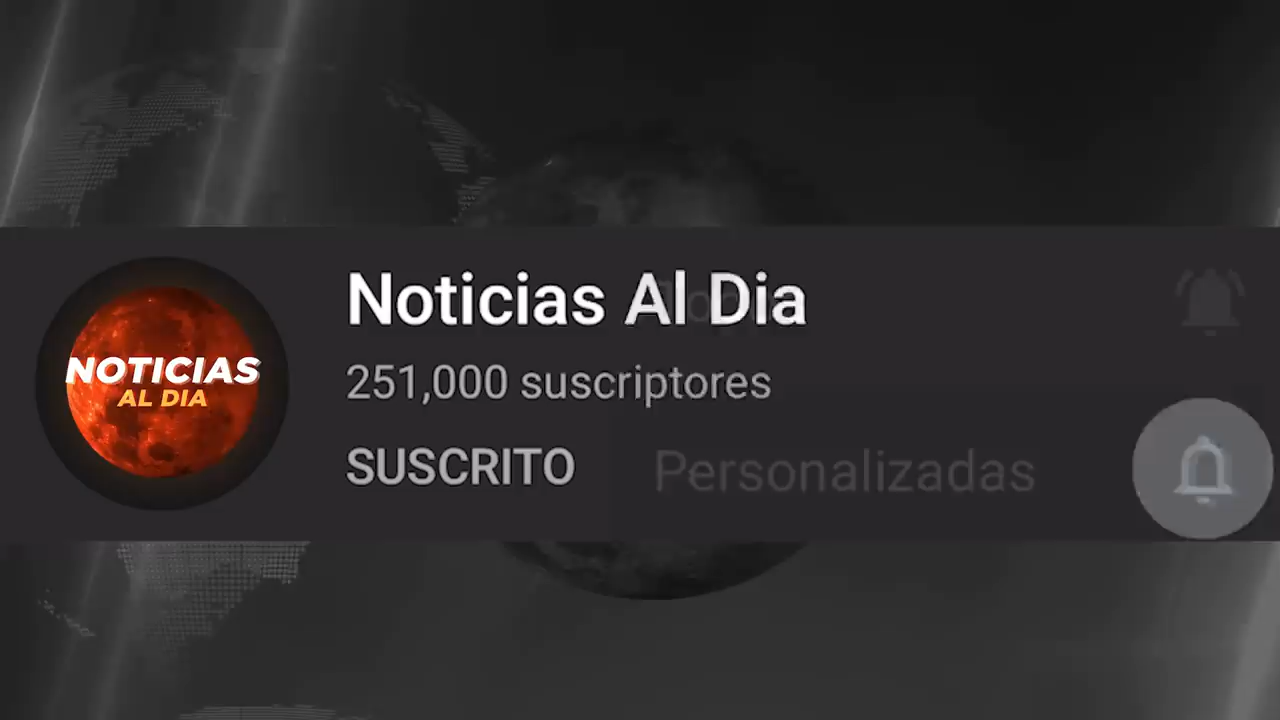 Noticias Al Dia
NOTICIAS
AL DIA
251,000 suscriptores
SUSCRITO
Personalizadas